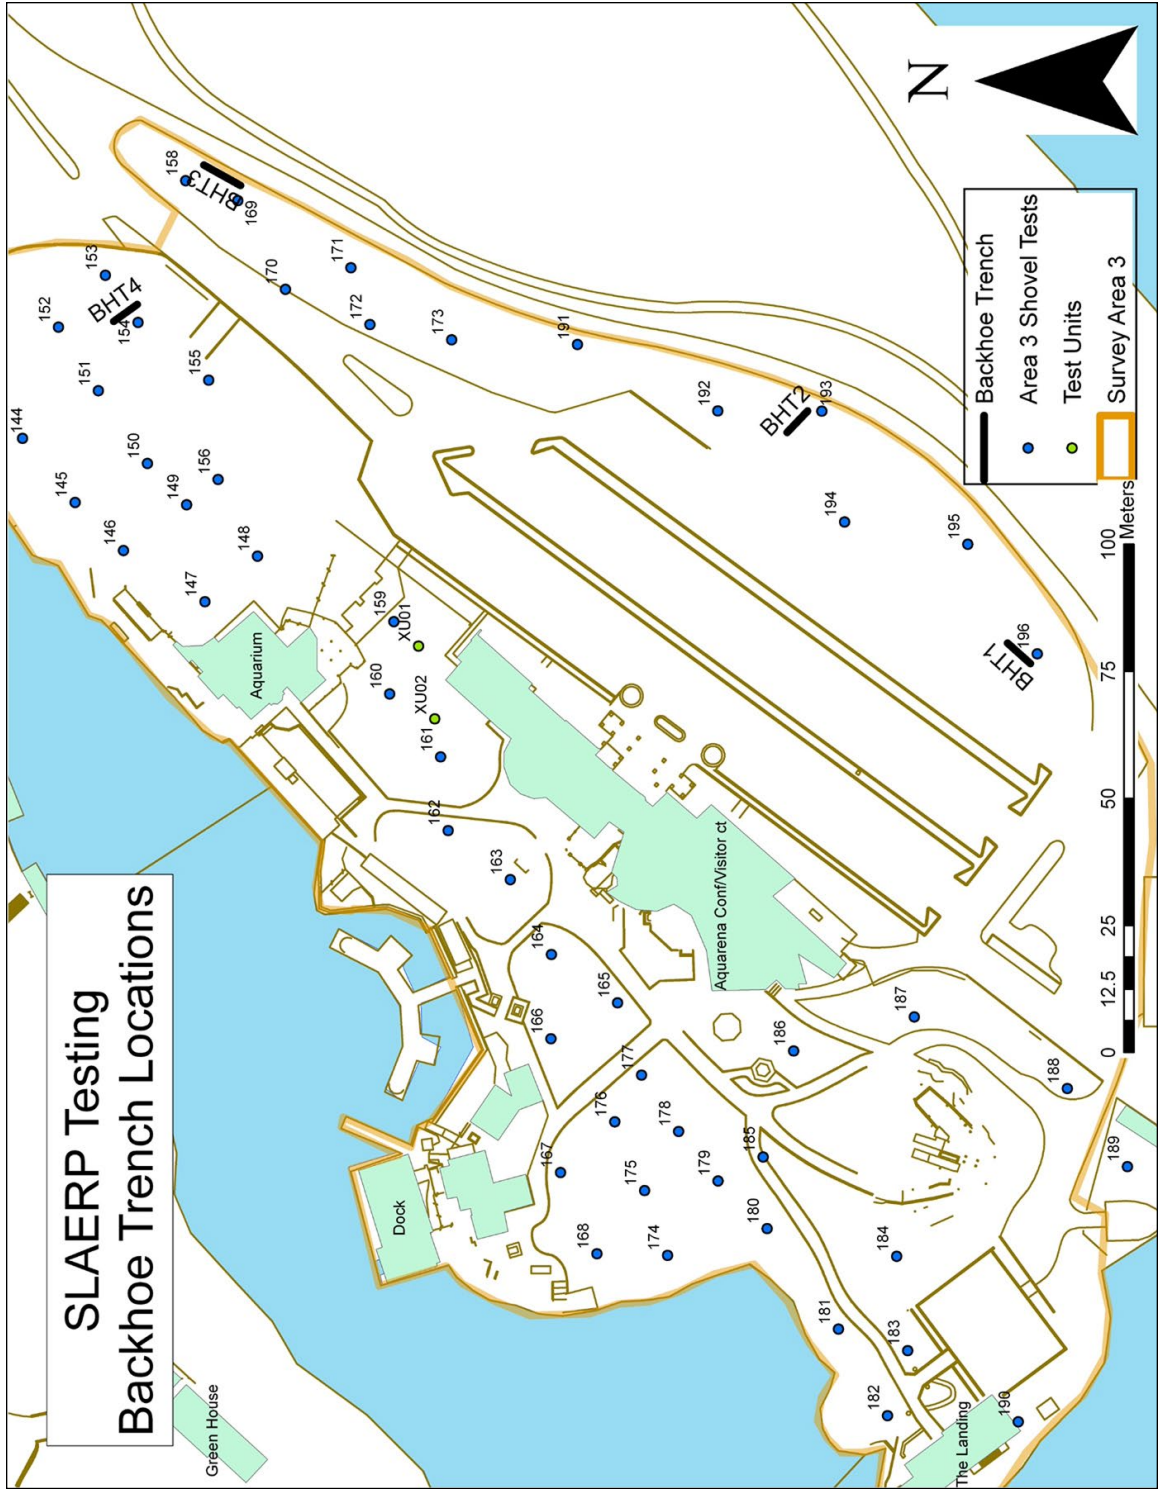 SLAERP Testing
Backhoe Trench Locations
N
Backhoe Trench
Area 3 Shovel Tests
Test Units
Survey Area 3
0 12.5 25 50 75 100
Meters
Green House
Dock
Aquarium
Aquarena Conf/Visitor ct
The Landing
BHT1
BHT2
BHT3
BHT4
XU01
XU02
144
145
146
147
148
149
150
151
152
153
154
155
156
158
159
160
161
162
163
164
165
166
167
168
169
170
171
172
173
174
175
176
177
178
179
180
181
182
183
184
185
186
187
188
189
190
191
192
193
194
195
196